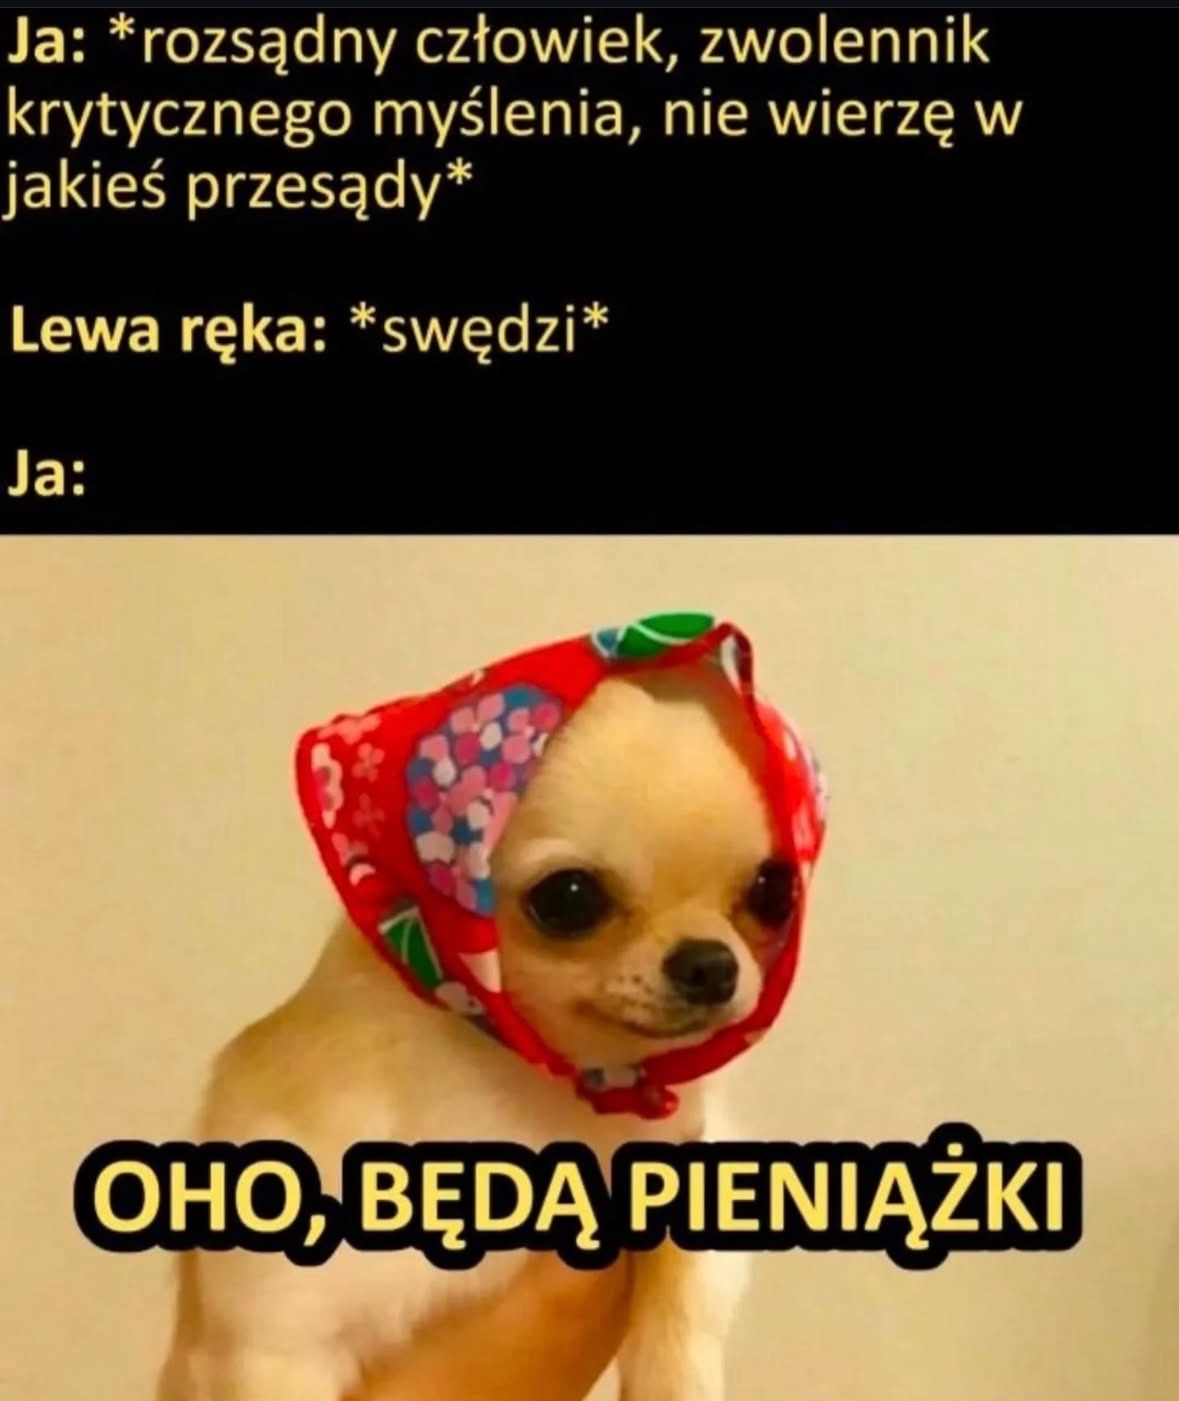 Ja: *rozsądny człowiek, zwolennik
krytycznego myślenia, nie wierzę w
jakieś przesądy*
Lewa ręka: *swędzi*
Ja:
OHO, BĘDĄ PIENIĄŻKI